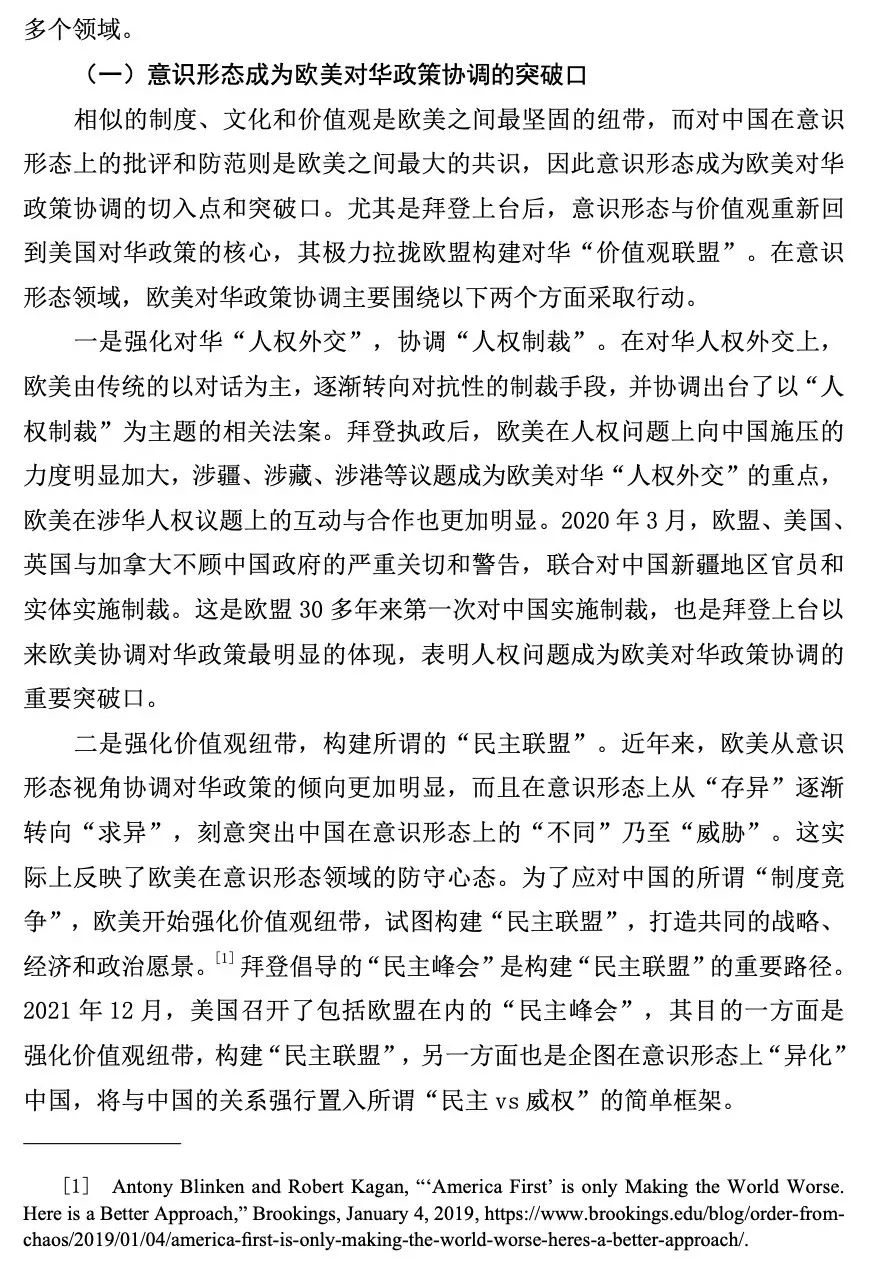 多个领域。
（一）意识形态成为欧美对华政策协调的突破口
相似的制度、文化和价值观是欧美之间最坚固的纽带，而对中国在意识
形态上的批评和防范则是欧美之间最大的共识，因此意识形态成为欧美对华
政策协调的切入点和突破口。尤其是拜登上台后，意识形态与价值观重新回
到美国对华政策的核心，其极力拉拢欧盟构建对华“价值观联盟”。在意识
形态领域，欧美对华政策协调主要围绕以下两个方面采取行动。
一是强化对华“人权外交”，协调“人权制裁”。在对华人权外交上，
欧美由传统的以对话为主，逐渐转向对抗性的制裁手段，并协调出台了以“人
权制裁”为主题的相关法案。拜登执政后，欧美在人权问题上向中国施压的
力度明显加大，涉疆、涉藏、涉港等议题成为欧美对华“人权外交”的重点，
欧美在涉华人权议题上的互动与合作也更加明显。2020 年 3 月，欧盟、美国、
英国与加拿大不顾中国政府的严重关切和警告，联合对中国新疆地区官员和
实体实施制裁。这是欧盟 30 多年来第一次对中国实施制裁，也是拜登上台以
来欧美协调对华政策最明显的体现，表明人权问题成为欧美对华政策协调的
重要突破口。
二是强化价值观纽带，构建所谓的“民主联盟”。近年来，欧美从意识
形态视角协调对华政策的倾向更加明显，而且在意识形态上从“存异”逐渐
转向“求异”，刻意突出中国在意识形态上的“不同”乃至“威胁”。这实
际上反映了欧美在意识形态领域的防守心态。为了应对中国的所谓“制度竞
争”，欧美开始强化价值观纽带，试图构建“民主联盟”，打造共同的战略、
经济和政治愿景。[1] 拜登倡导的“民主峰会”是构建“民主联盟”的重要路径。
2021 年 12 月，美国召开了包括欧盟在内的“民主峰会”，其目的一方面是
强化价值观纽带，构建“民主联盟”，另一方面也是企图在意识形态上“异化”
中国，将与中国的关系强行置入所谓“民主 vs 威权”的简单框架。
[1] Antony Blinken and Robert Kagan, “‘America First’ is only Making the World Worse.
Here is a Better Approach,” Brookings, January 4, 2019, https://www.brookings.edu/blog/order-from-
chaos/2019/01/04/america-first-is-only-making-the-world-worse-heres-a-better-approach/.